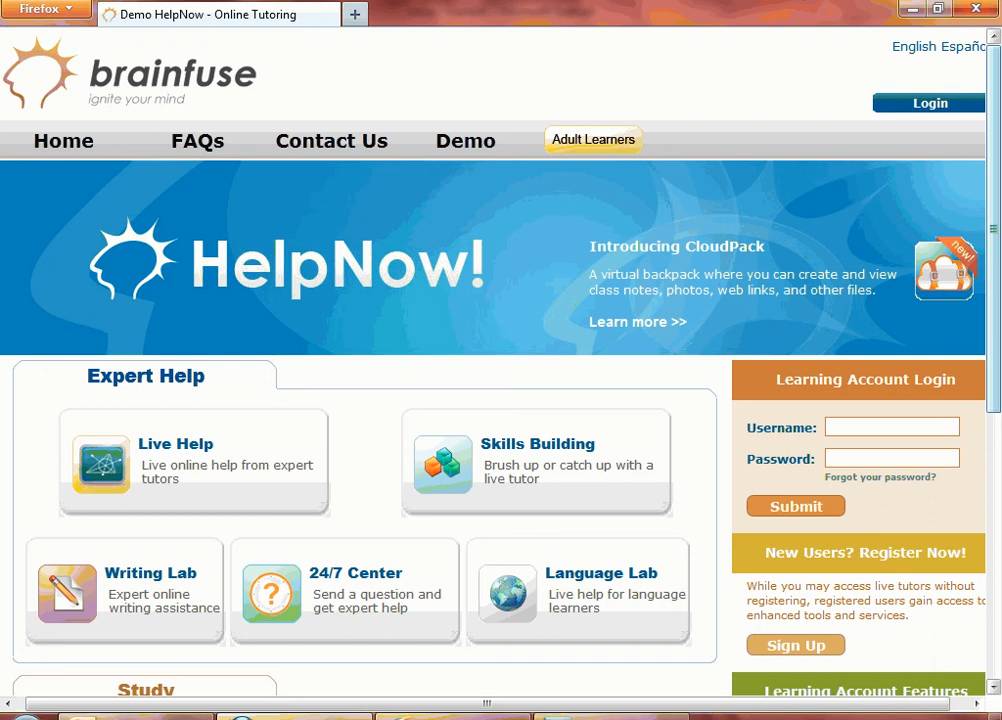 Firefox
Demo HelpNow - Online Tutoring
English Españo
brainfuse
ignite your mind
Login
Home FAQs Contact Us Demo Adult Learners
HelpNow!
Introducing CloudPack
A virtual backpack where you can create and view
class notes, photos, web links, and other files.
Learn more >>
new!
Expert Help
Live Help
Live online help from expert
tutors
Skills Building
Brush up or catch up with a
live tutor
Writing Lab
Expert online
writing assistance
24/7 Center
Send a question and
get expert help
Language Lab
Live help for language
learners
Study
Learning Account Login
Username:
Password:
Forgot your password?
Submit
New Users? Register Now!
While you may access live tutors without
registering, registered users gain access to
enhanced tools and services.
Sign Up
Learning Account Features